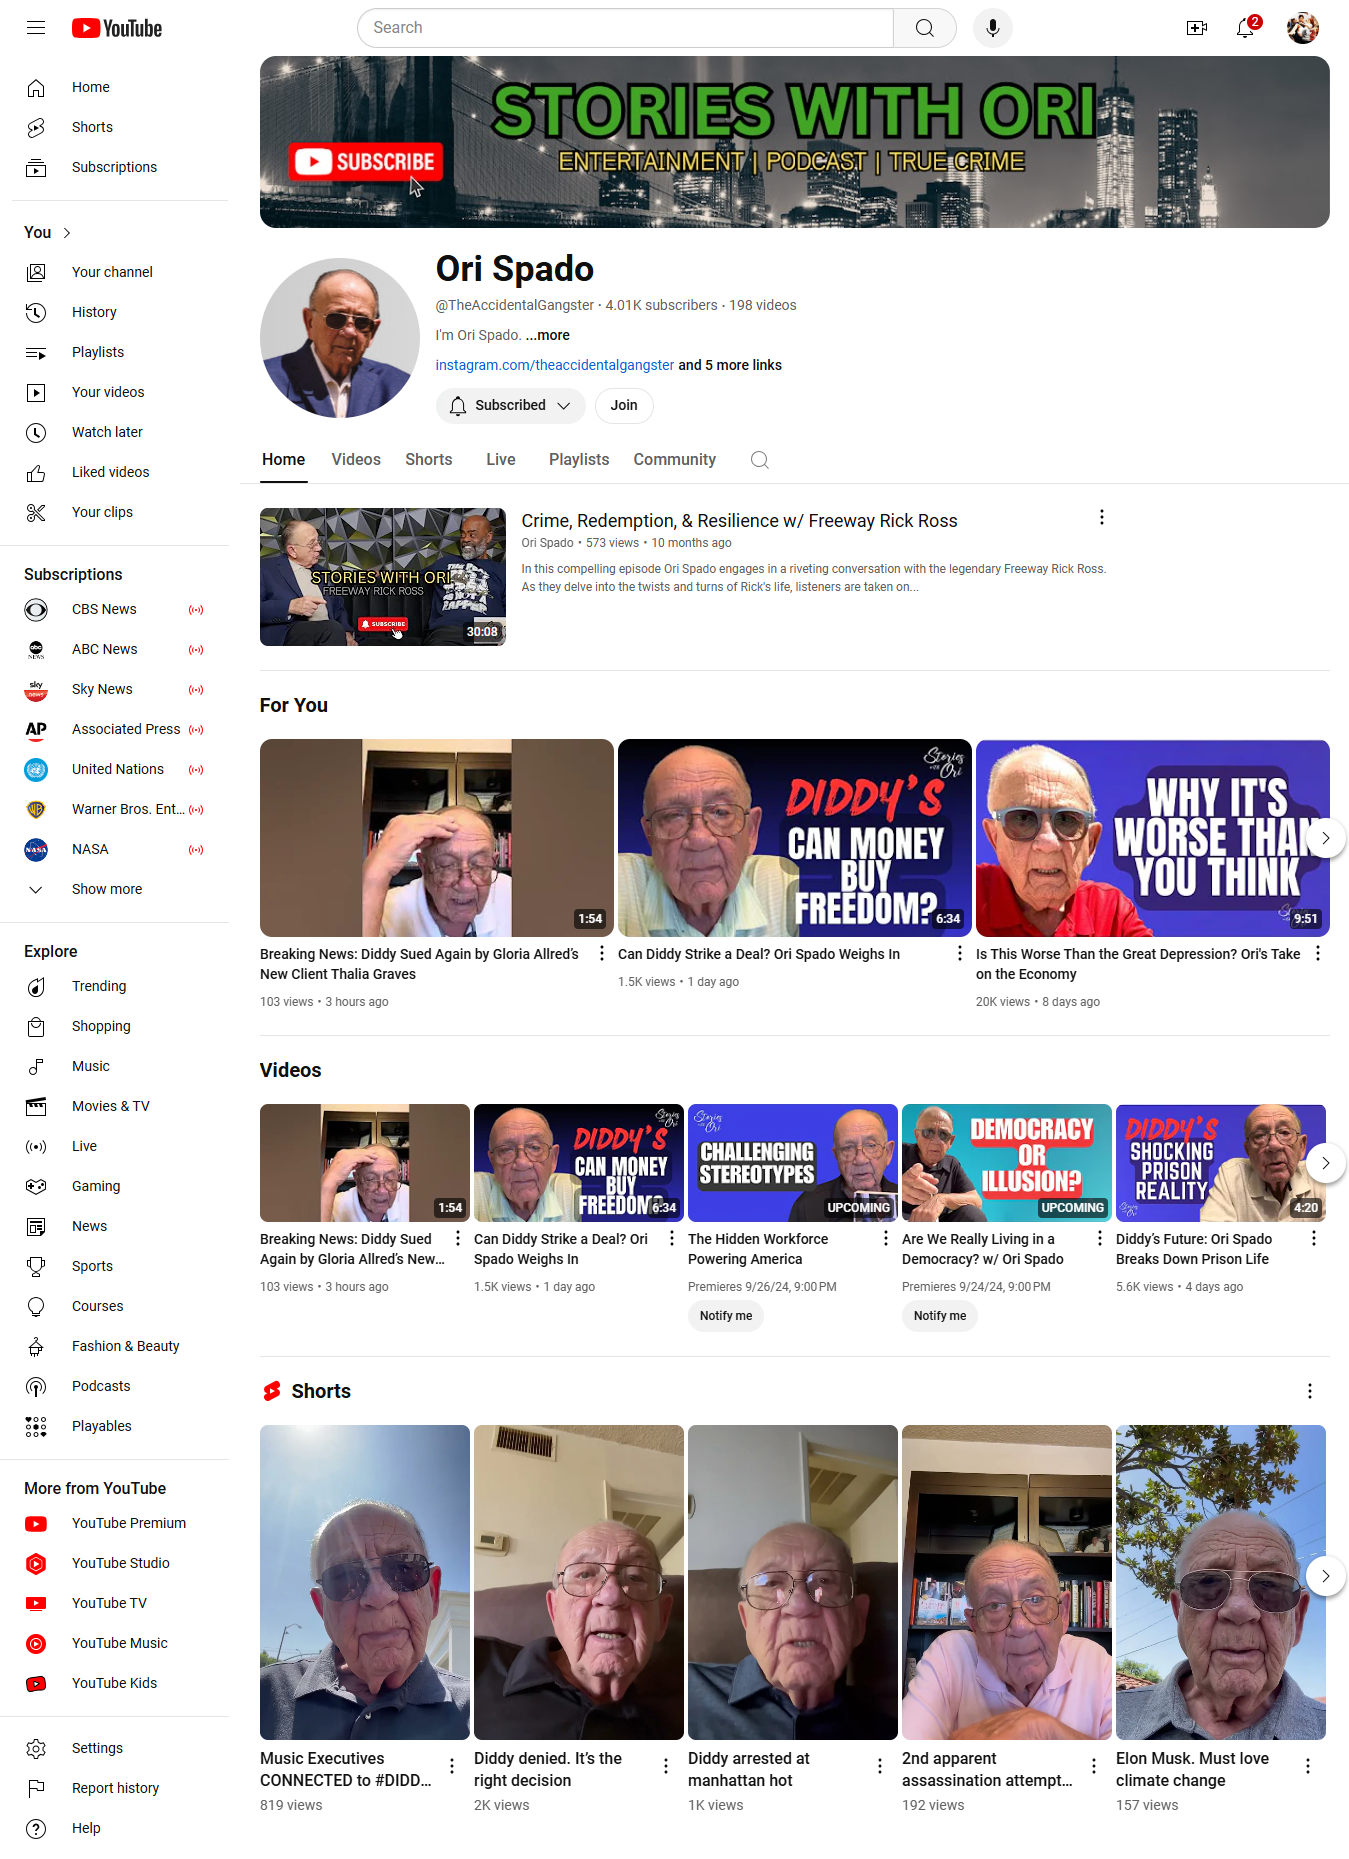 YouTube
Search
2
Home
Shorts
Subscriptions
You
Your channel
History
Playlists
Your videos
Watch later
Liked videos
Your clips
Subscriptions
CBS News
ABC News
Sky News
Associated Press
United Nations
Warner Bros. Ent...
NASA
Show more
Explore
Trending
Shopping
Music
Movies & TV
Live
Gaming
News
Sports
Courses
Fashion & Beauty
Podcasts
Playables
More from YouTube
YouTube Premium
YouTube Studio
YouTube TV
YouTube Music
YouTube Kids
Settings
Report history
Help
STORIES WITH ORI
ENTERTAINMENT | PODCAST | TRUE CRIME
SUBSCRIBE
Ori Spado
@TheAccidentalGangster · 4.01K subscribers · 198 videos
I'm Ori Spado. ...more
instagram.com/theaccidentalgangster and 5 more links
Subscribed
Join
Home Videos Shorts Live Playlists Community
STORIES WITH ORI
FREEWAY RICK ROSS
SUBSCRIBE
30:08
Crime, Redemption, & Resilience w/ Freeway Rick Ross
Ori Spado • 573 views • 10 months ago
In this compelling episode Ori Spado engages in a riveting conversation with the legendary Freeway Rick Ross.
As they delve into the twists and turns of Rick's life, listeners are taken on...
For You
1:54
Breaking News: Diddy Sued Again by Gloria Allred’s
New Client Thalia Graves
103 views • 3 hours ago
Stories with Ori
DIDDY'S
CAN MONEY
BUY
FREEDOM?
6:34
Can Diddy Strike a Deal? Ori Spado Weighs In
1.5K views • 1 day ago
WHY IT'S
WORSE THAN
YOU THINK
9:51
Is This Worse Than the Great Depression? Ori's Take
on the Economy
20K views • 8 days ago
Videos
1:54
Breaking News: Diddy Sued
Again by Gloria Allred’s New...
103 views • 3 hours ago
Stories with Ori
DIDDY'S
CAN MONEY
BUY
FREEDOM?
6:34
Can Diddy Strike a Deal? Ori
Spado Weighs In
1.5K views • 1 day ago
Stories with Ori
CHALLENGING
STEREOTYPES
UPCOMING
The Hidden Workforce
Powering America
Premieres 9/26/24, 9:00 PM
Notify me
DEMOCRACY
OR
ILLUSION?
UPCOMING
Are We Really Living in a
Democracy? w/ Ori Spado
Premieres 9/24/24, 9:00 PM
Notify me
DIDDY'S
SHOCKING
PRISON
REALITY
4:20
Diddy’s Future: Ori Spado
Breaks Down Prison Life
5.6K views • 4 days ago
Shorts
Music Executives
CONNECTED to #DIDD...
819 views
Diddy denied. It’s the
right decision
2K views
Diddy arrested at
manhattan hot
1K views
2nd apparent
assassination attempt...
192 views
Elon Musk. Must love
climate change
157 views